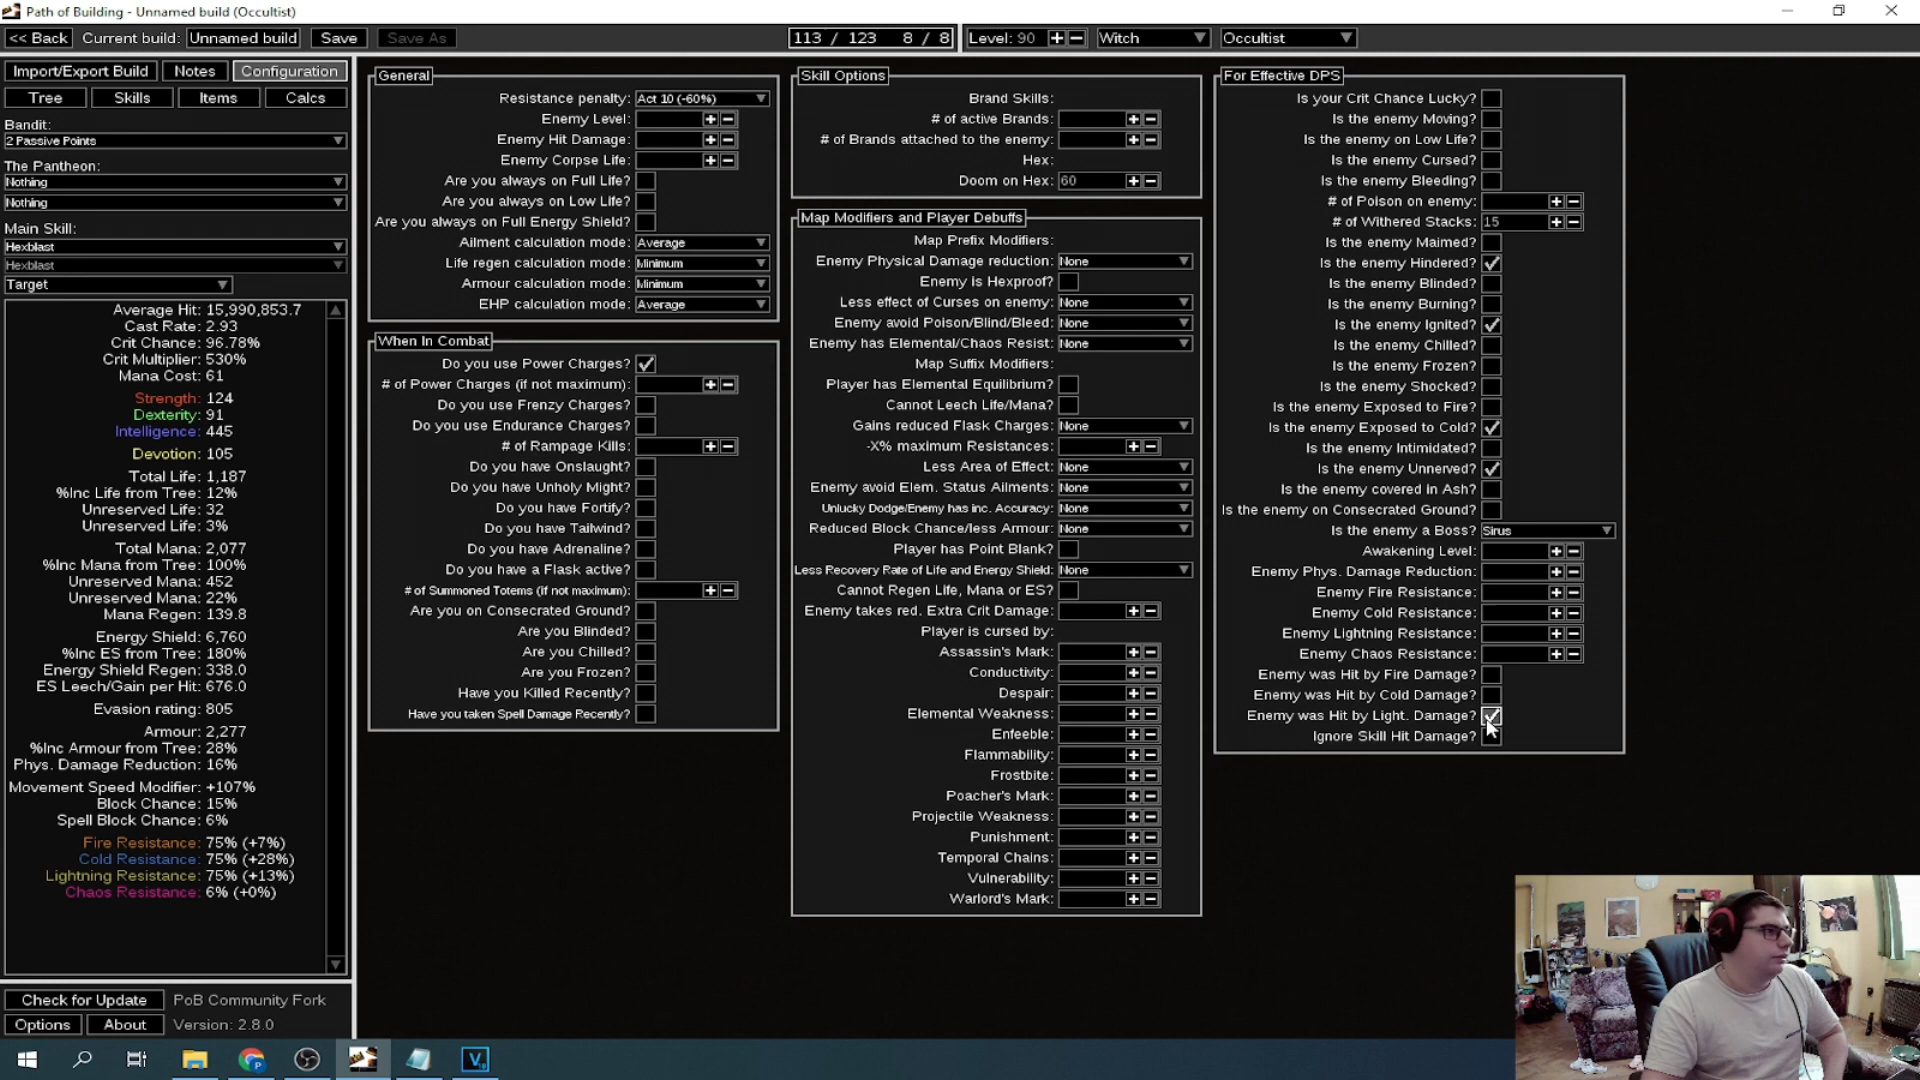 Path of Building - Unnamed build (Occultist)
<< Back Current build: Unnamed build Save Save As 113 / 123 8 / 8 Level: 90 Witch Occultist
Import/Export Build Notes Configuration
Tree Skills Items Calcs
Bandit:
2 Passive Points
The Pantheon:
Nothing
Nothing
Main Skill:
Hexblast
Hexblast
Target
Average Hit: 15,990,853.7
Cast Rate: 2.93
Crit Chance: 96.78%
Crit Multiplier: 530%
Mana Cost: 61
Strength: 124
Dexterity: 91
Intelligence: 445
Devotion: 105
Total Life: 1,187
%Inc Life from Tree: 12%
Unreserved Life: 32
Unreserved Life: 3%
Total Mana: 2,077
%Inc Mana from Tree: 100%
Unreserved Mana: 452
Unreserved Mana: 22%
Mana Regen: 139.8
Energy Shield: 6,760
%Inc ES from Tree: 180%
Energy Shield Regen: 338.0
ES Leech/Gain per Hit: 676.0
Evasion rating: 805
Armour: 2,277
%Inc Armour from Tree: 28%
Phys. Damage Reduction: 16%
Movement Speed Modifier: +107%
Block Chance: 15%
Spell Block Chance: 6%
Fire Resistance: 75% (+7%)
Cold Resistance: 75% (+28%)
Lightning Resistance: 75% (+13%)
Chaos Resistance: 6% (+0%)
Check for Update PoB Community Fork
Options About Version: 2.8.0
General
Resistance penalty: Act 10 (-60%)
Enemy Level:
Enemy Hit Damage:
Enemy Corpse Life:
Are you always on Full Life?
Are you always on Low Life?
Are you always on Full Energy Shield?
Ailment calculation mode: Average
Life regen calculation mode: Minimum
Armour calculation mode: Minimum
EHP calculation mode: Average
When In Combat
Do you use Power Charges?
# of Power Charges (if not maximum):
Do you use Frenzy Charges?
Do you use Endurance Charges?
# of Rampage Kills:
Do you have Onslaught?
Do you have Unholy Might?
Do you have Fortify?
Do you have Tailwind?
Do you have Adrenaline?
Do you have a Flask active?
# of Summoned Totems (if not maximum):
Are you on Consecrated Ground?
Are you Blinded?
Are you Chilled?
Are you Frozen?
Have you Killed Recently?
Have you taken Spell Damage Recently?
Skill Options
Brand Skills:
# of active Brands:
# of Brands attached to the enemy:
Hex:
Doom on Hex: 60
Map Modifiers and Player Debuffs
Map Prefix Modifiers:
Enemy Physical Damage reduction: None
Enemy is Hexproof?
Less effect of Curses on enemy: None
Enemy avoid Poison/Blind/Bleed: None
Enemy has Elemental/Chaos Resist: None
Map Suffix Modifiers:
Player has Elemental Equilibrium?
Cannot Leech Life/Mana?
Gains reduced Flask Charges: None
-X% maximum Resistances:
Less Area of Effect: None
Enemy avoid Elem. Status Ailments: None
Unlucky Dodge/Enemy has inc. Accuracy: None
Reduced Block Chance/less Armour: None
Player has Point Blank?
Less Recovery Rate of Life and Energy Shield: None
Cannot Regen Life, Mana or ES?
Enemy takes red. Extra Crit Damage:
Player is cursed by:
Assassin's Mark:
Conductivity:
Despair:
Elemental Weakness:
Enfeeble:
Flammability:
Frostbite:
Poacher's Mark:
Projectile Weakness:
Punishment:
Temporal Chains:
Vulnerability:
Warlord's Mark:
For Effective DPS
Is your Crit Chance Lucky?
Is the enemy Moving?
Is the enemy on Low Life?
Is the enemy Cursed?
Is the enemy Bleeding?
# of Poison on enemy:
# of Withered Stacks: 15
Is the enemy Maimed?
Is the enemy Hindered?
Is the enemy Blinded?
Is the enemy Burning?
Is the enemy Ignited?
Is the enemy Chilled?
Is the enemy Frozen?
Is the enemy Shocked?
Is the enemy Exposed to Fire?
Is the enemy Exposed to Cold?
Is the enemy Intimidated?
Is the enemy Unnerved?
Is the enemy covered in Ash?
Is the enemy on Consecrated Ground?
Is the enemy a Boss? Sirus
Awakening Level:
Enemy Phys. Damage Reduction:
Enemy Fire Resistance:
Enemy Cold Resistance:
Enemy Lightning Resistance:
Enemy Chaos Resistance:
Enemy was Hit by Fire Damage?
Enemy was Hit by Cold Damage?
Enemy was Hit by Light. Damage?
Ignore Skill Hit Damage?